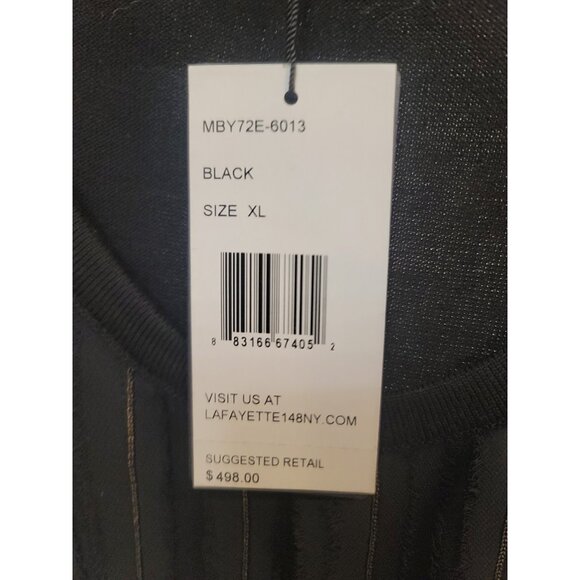 MBY72E-6013
BLACK
SIZE XL
8 83166 67405 2
VISIT US AT
LAFAYETTE148NY.COM
SUGGESTED RETAIL
$498.00